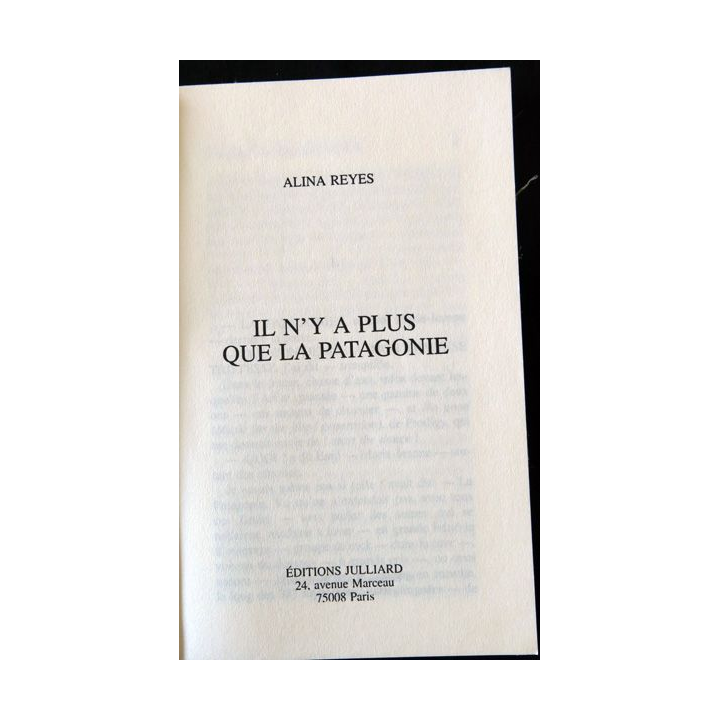 ALINA REYES
IL N'Y A PLUS
QUE LA PATAGONIE
ÉDITIONS JULLIARD
24, avenue Marceau
75008 Paris